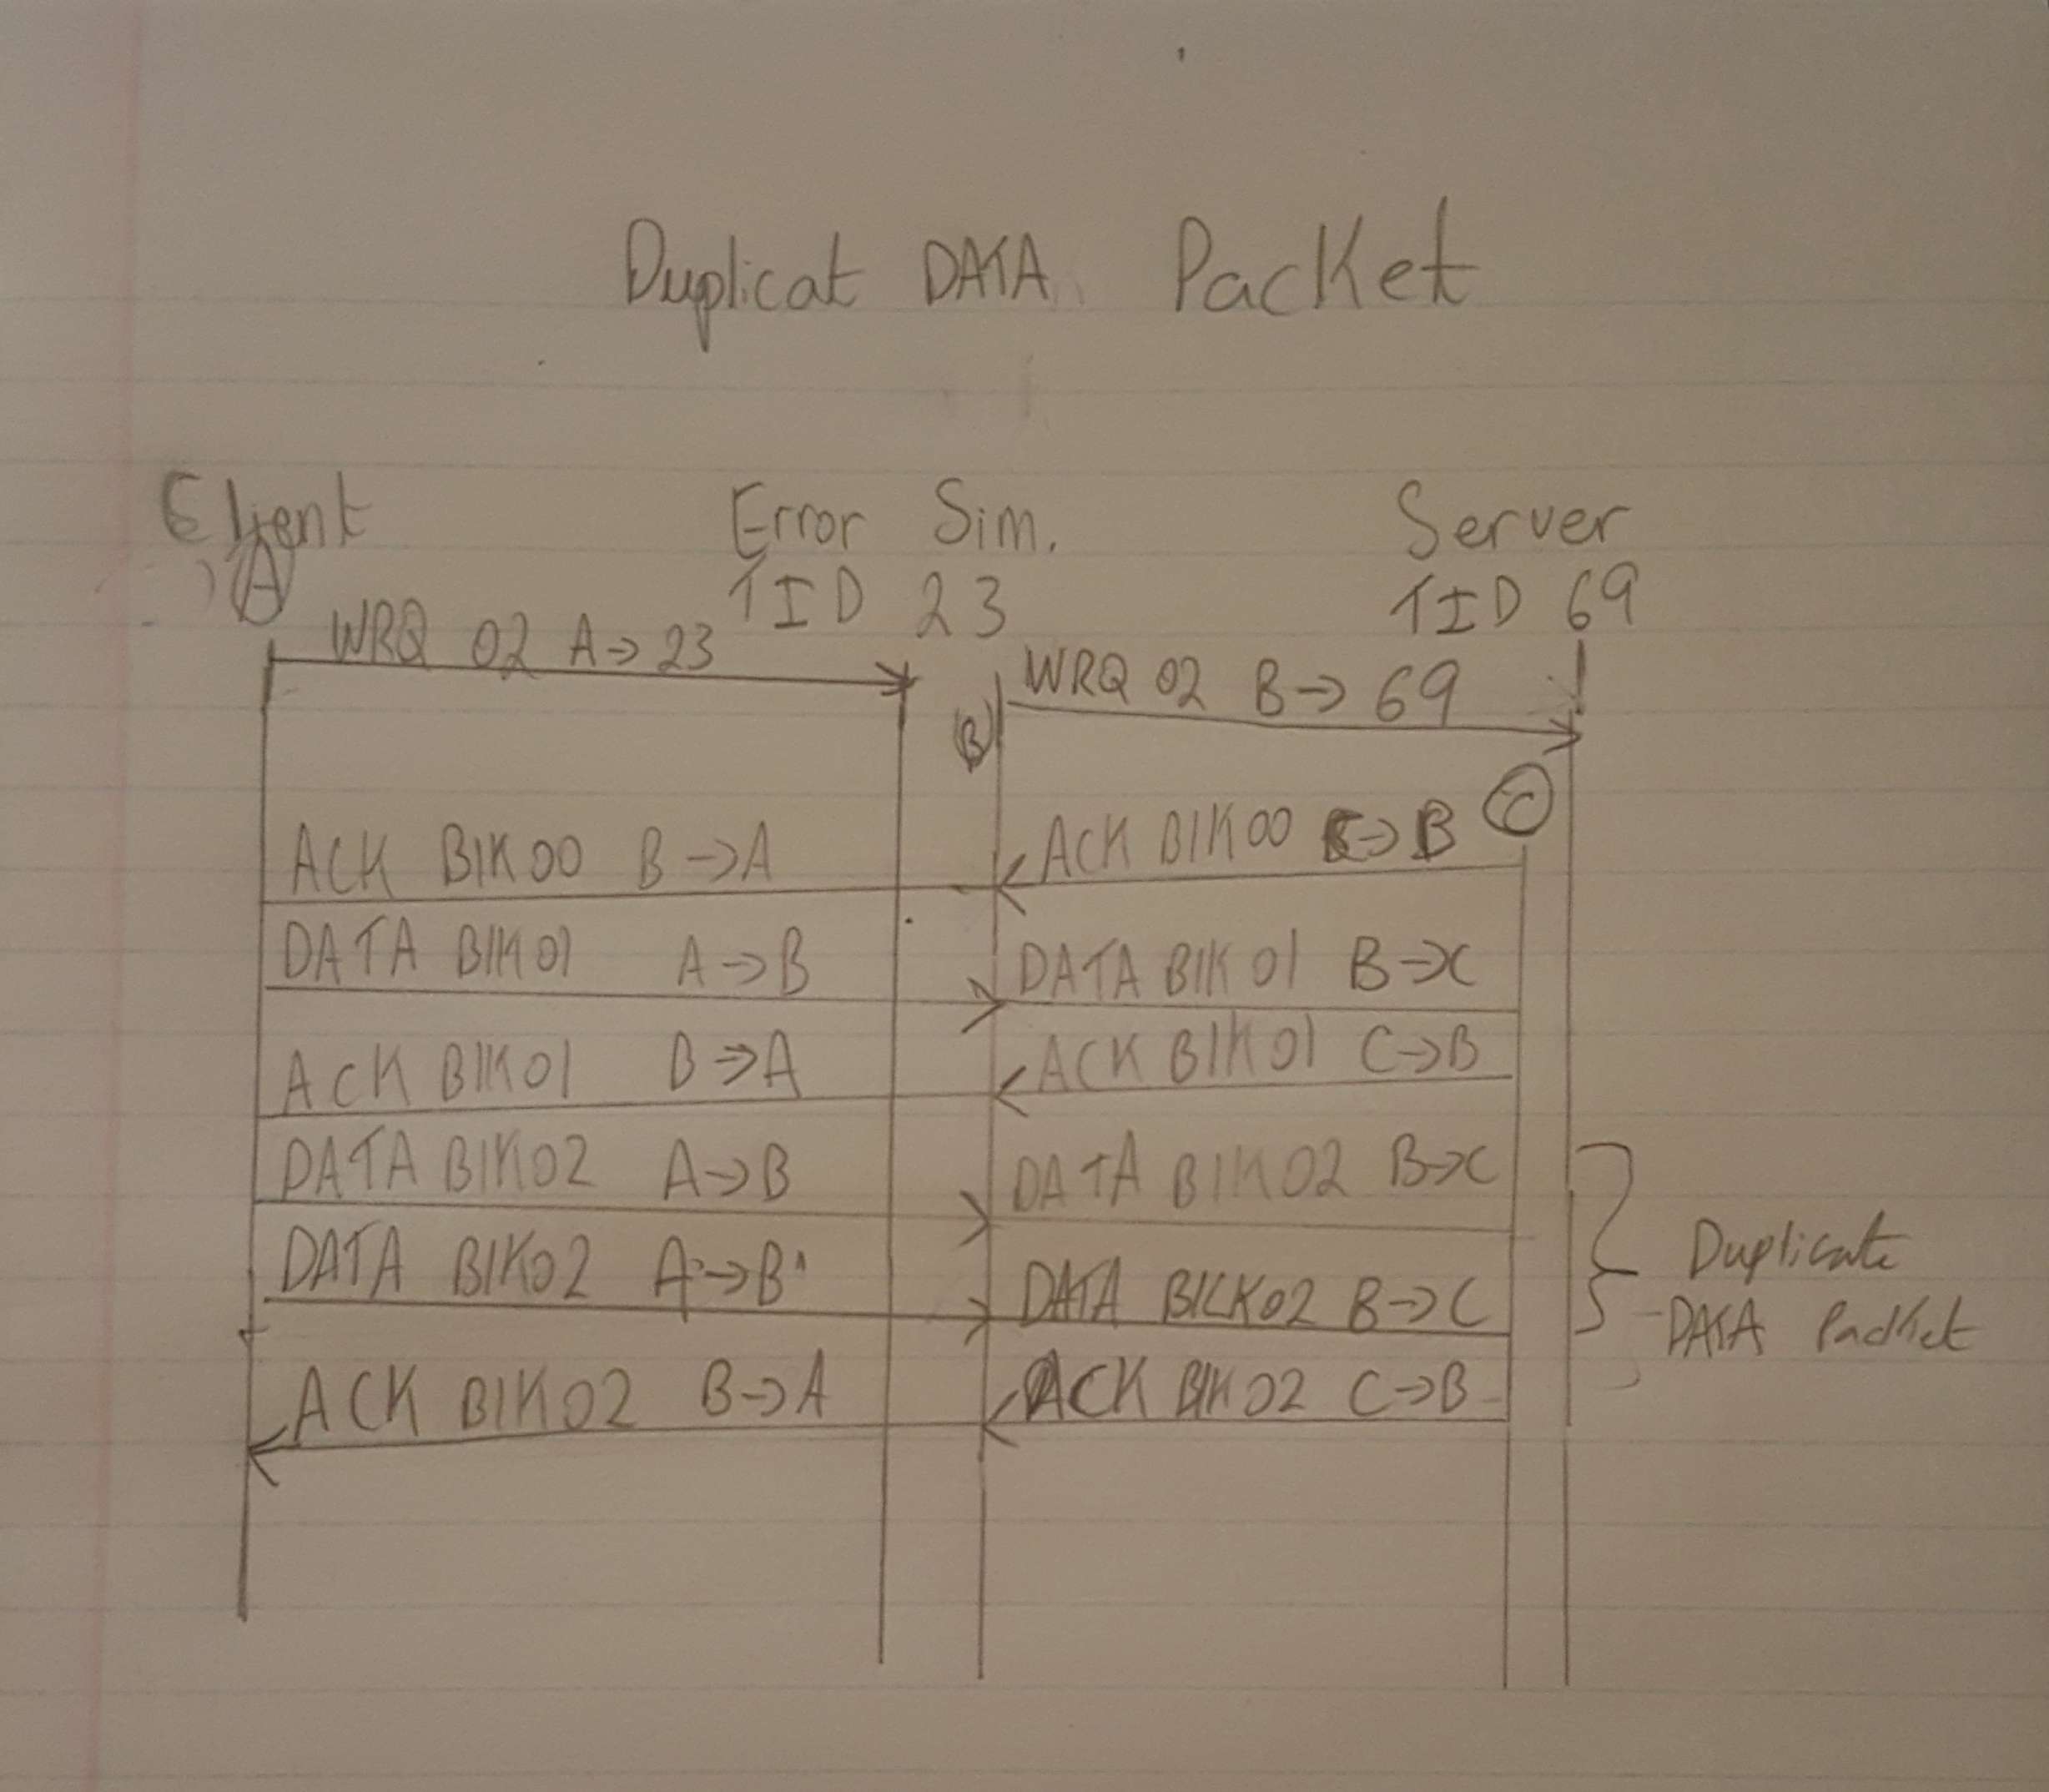 Duplicat DATA Packet
Client Error Sim. Server
A TID 23 TID 69
WRQ 02 A→23 WRQ 02 B→69
B
C
ACK BlK00 B→A ACK BlK00 C→B
DATA BlK01 A→B DATA BlK01 B→C
ACK BlK01 B→A ACK BlK01 C→B
DATA BlK02 A→B DATA BlK02 B→C
DATA BlK02 A→B DATA BlCK02 B→C
Duplicate
DATA Packet
ACK BlK02 B→A ACK BlK02 C→B